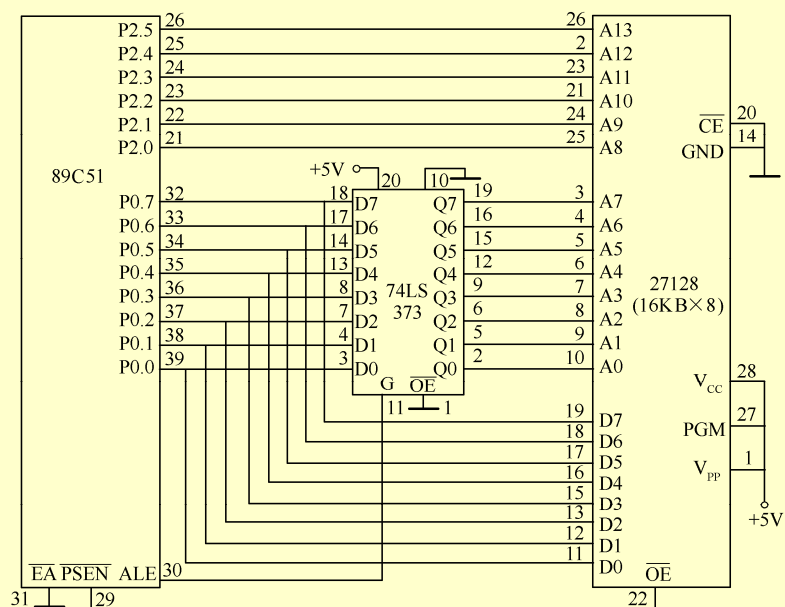 26 26
P2.5 A13
25 2
P2.4 A12
24 23
P2.3 A11
23 21
P2.2 A10
22 24
P2.1 A9
21 25
P2.0 A8
CE 20
GND 14
89C51
+5V 20 10
32 18 19 3
P0.7 D7 Q7 A7
33 17 16 4
P0.6 D6 Q6 A6
34 14 15 5
P0.5 D5 Q5 A5
35 13 12 6
P0.4 D4 Q4 A4
36 8 9 7
P0.3 D3 Q3 A3
37 7 6 8
P0.2 D2 Q2 A2
38 4 5 9
P0.1 D1 Q1 A1
39 3 2 10
P0.0 D0 Q0 A0
74LS
373
27128
(16KB×8)
G OE
11 1
VCC 28
PGM 27
VPP 1
+5V
19 D7
18 D6
17 D5
16 D4
15 D3
13 D2
12 D1
11 D0
EA PSEN ALE 30
OE
31 29 22